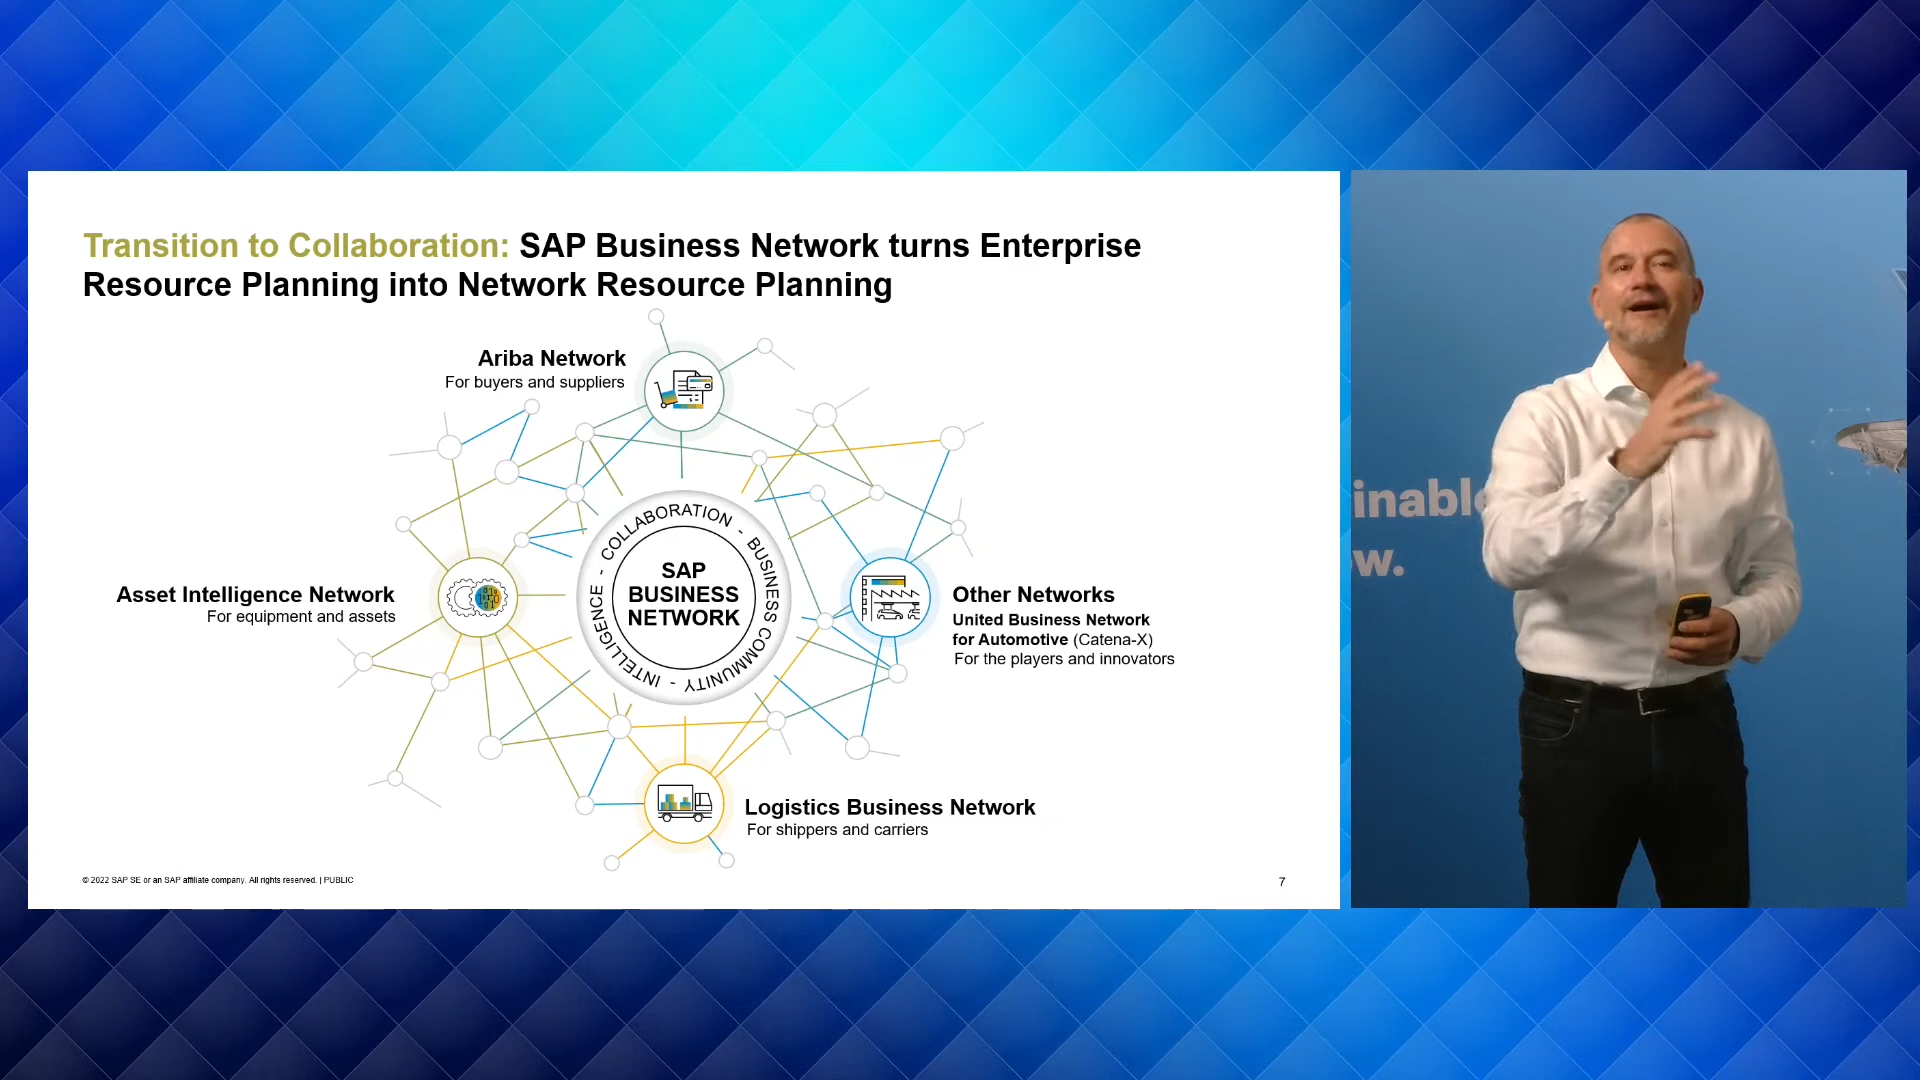 Transition to Collaboration: SAP Business Network turns Enterprise
Resource Planning into Network Resource Planning
Ariba Network
For buyers and suppliers
Asset Intelligence Network
For equipment and assets
COLLABORATION - BUSINESS COMMUNITY - INTELLIGENCE -
SAP
BUSINESS
NETWORK
Other Networks
United Business Network
for Automotive (Catena-X)
For the players and innovators
Logistics Business Network
For shippers and carriers
© 2022 SAP SE or an SAP affiliate company. All rights reserved. | PUBLIC
7
inable
ow.